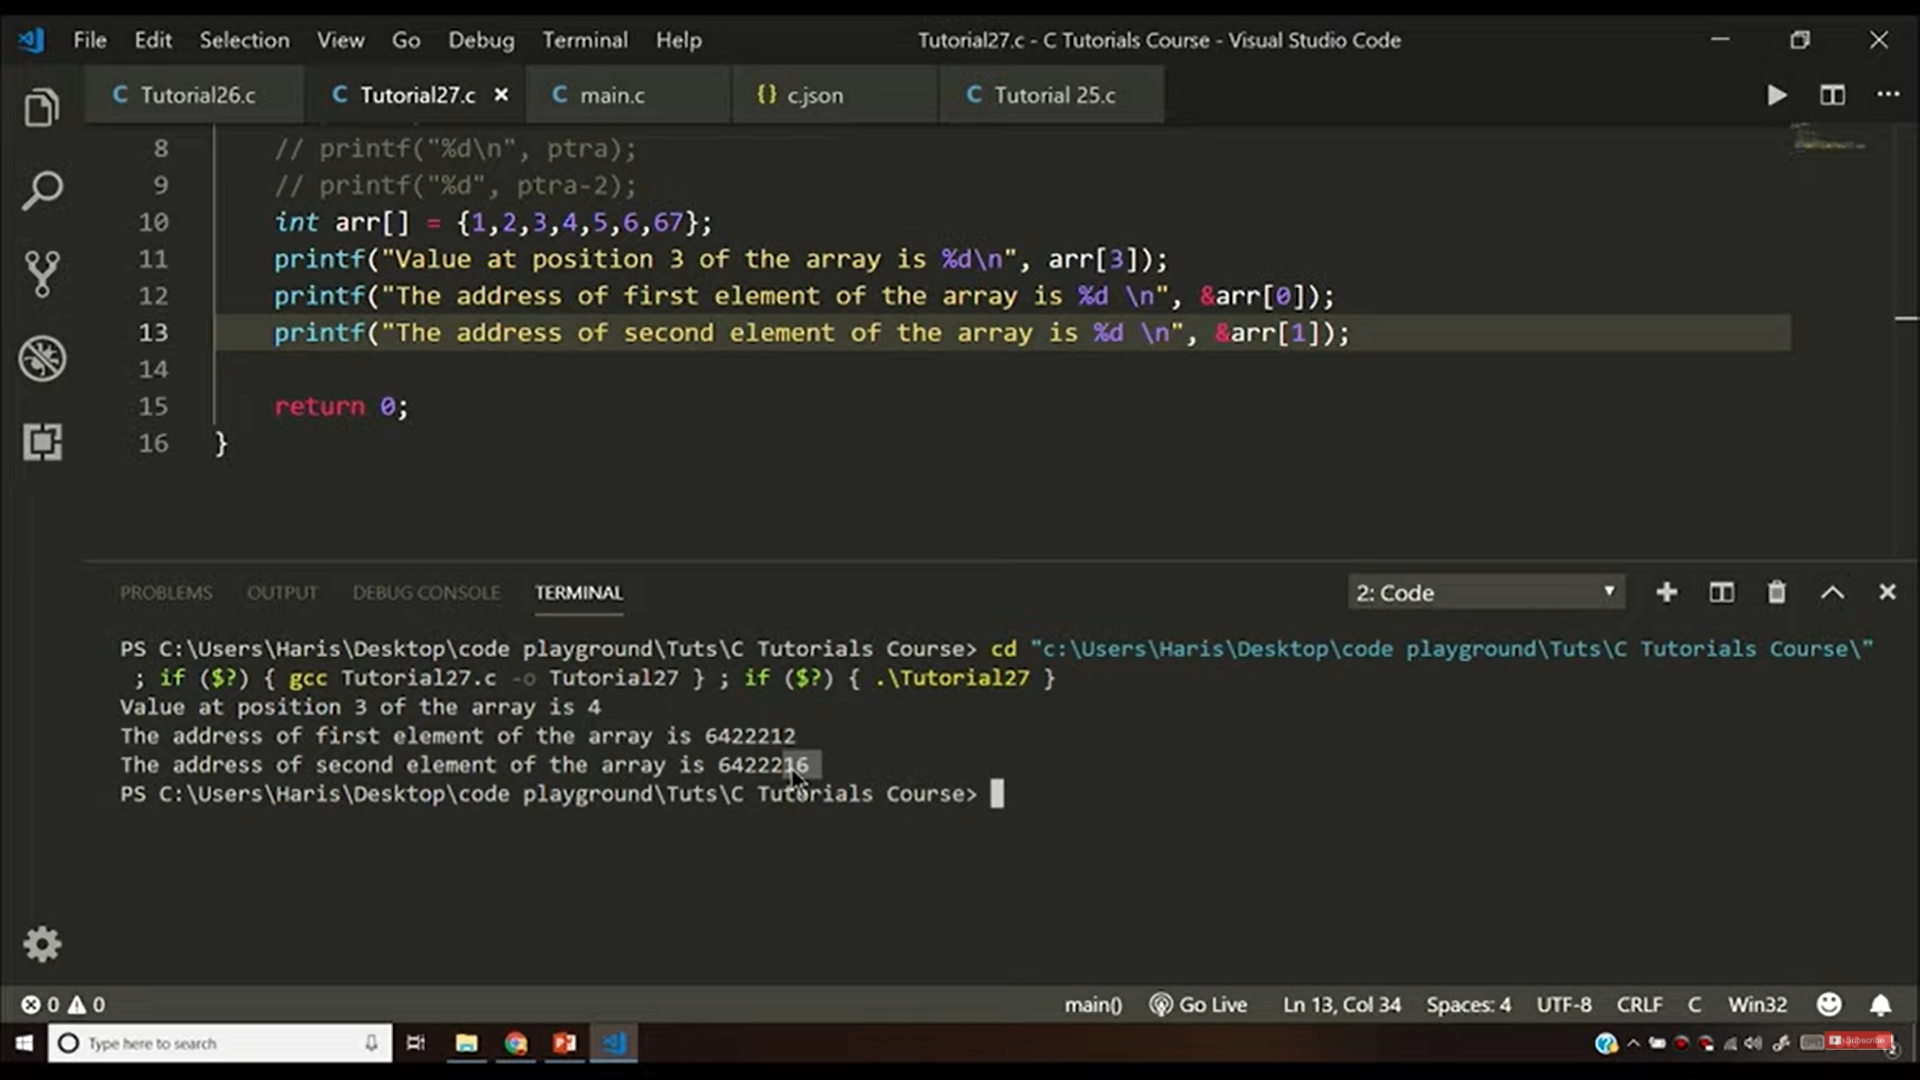 File Edit Selection View Go Debug Terminal Help Tutorial27.c - C Tutorials Course - Visual Studio Code
C Tutorial26.c C Tutorial27.c × C main.c {} c.json C Tutorial 25.c
8 // printf("%d\n", ptra);
9 // printf("%d", ptra-2);
10 int arr[] = {1,2,3,4,5,6,67};
11 printf("Value at position 3 of the array is %d\n", arr[3]);
12 printf("The address of first element of the array is %d \n", &arr[0]);
13 printf("The address of second element of the array is %d \n", &arr[1]);
14
15 return 0;
16 }
PROBLEMS OUTPUT DEBUG CONSOLE TERMINAL 2: Code
PS C:\Users\Haris\Desktop\code playground\Tuts\C Tutorials Course> cd "c:\Users\Haris\Desktop\code playground\Tuts\C Tutorials Course\"
; if ($?) { gcc Tutorial27.c -o Tutorial27 } ; if ($?) { .\Tutorial27 }
Value at position 3 of the array is 4
The address of first element of the array is 6422212
The address of second element of the array is 6422216
PS C:\Users\Haris\Desktop\code playground\Tuts\C Tutorials Course>
0 0 main() Go Live Ln 13, Col 34 Spaces: 4 UTF-8 CRLF C Win32
Type here to search Subscribe